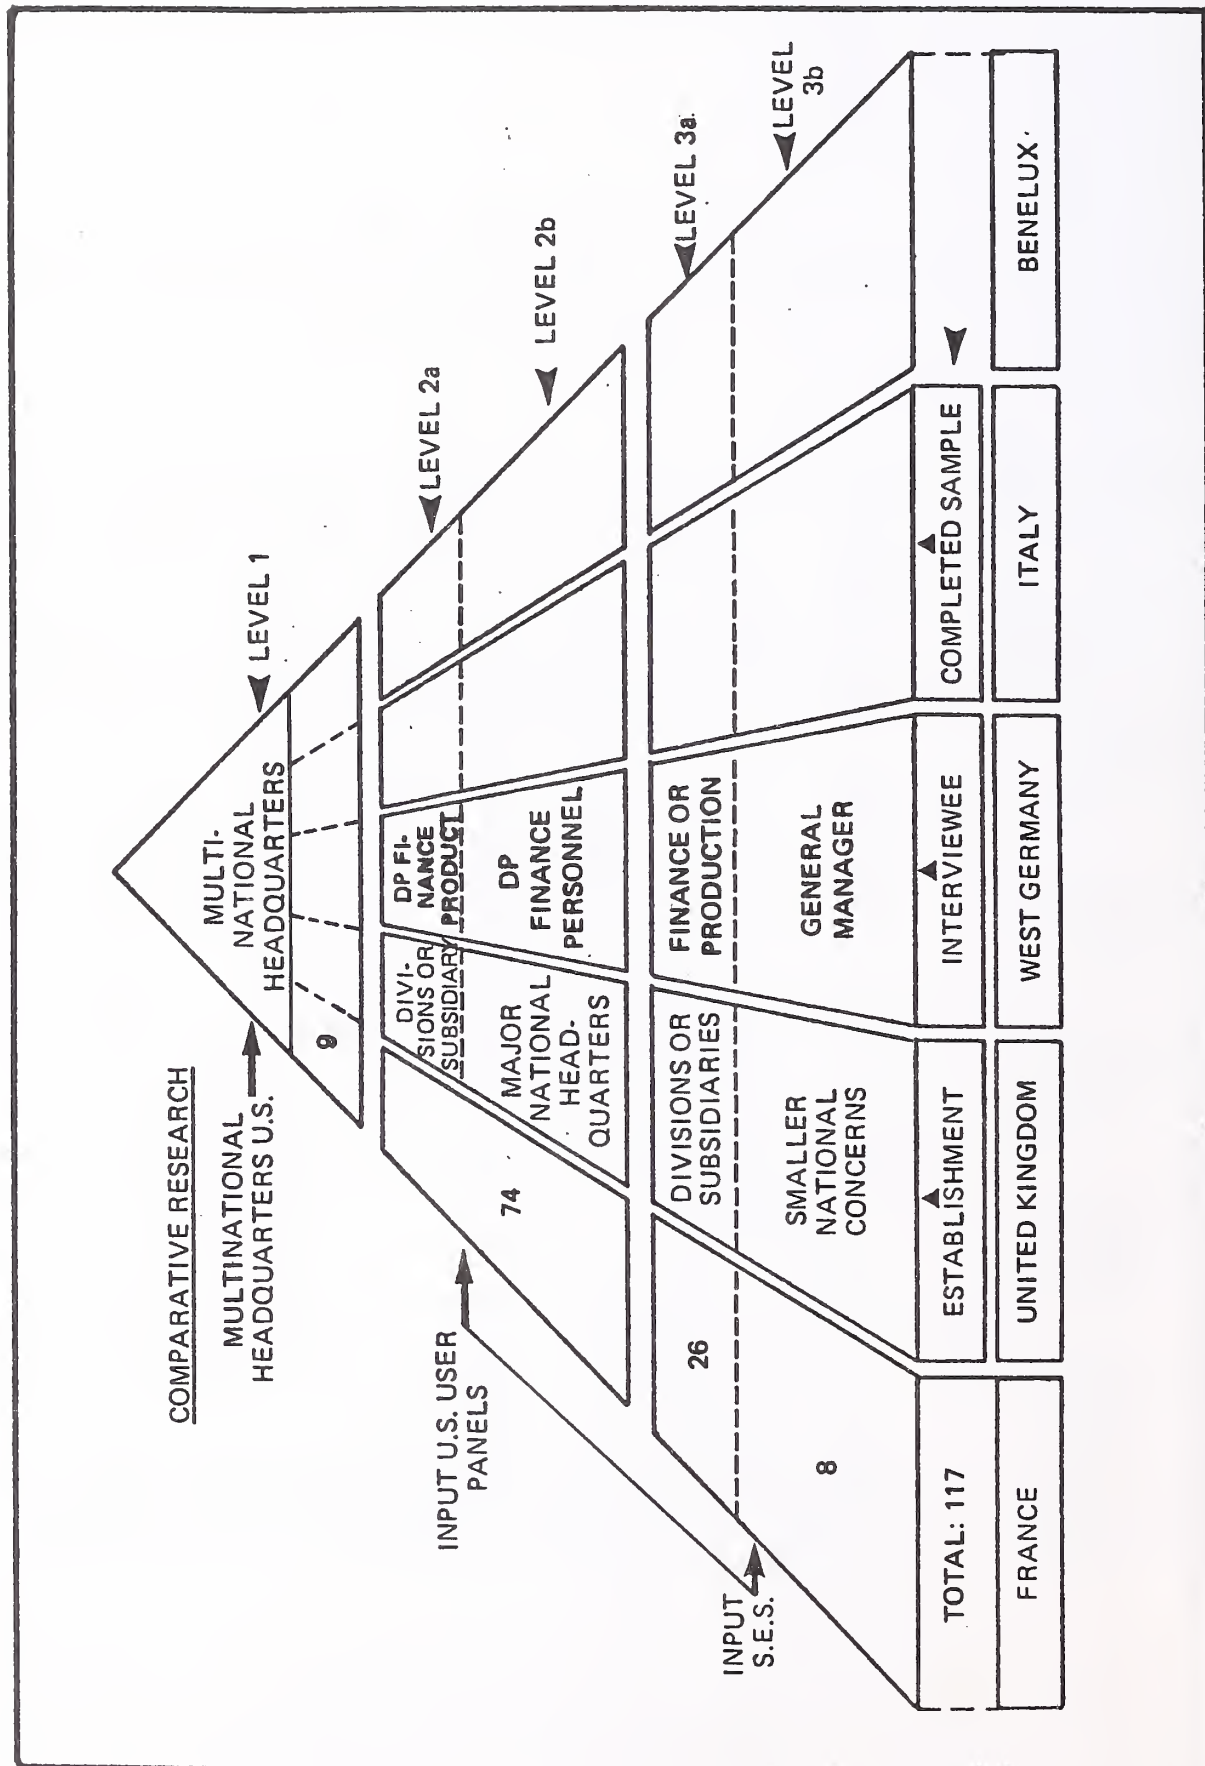 COMPARATIVE RESEARCH
MULTINATIONAL
HEADQUARTERS U.S.
MULTI-
NATIONAL
HEADQUARTERS
LEVEL 1
9
INPUT U.S. USER
PANELS
74
DIVI-
SIONS OR
SUBSIDIARY
DP FI-
NANCE
PRODUCT
LEVEL 2a
MAJOR
NATIONAL
HEAD-
QUARTERS
DP
FINANCE
PERSONNEL
LEVEL 2b
INPUT
S.E.S.
26
DIVISIONS OR
SUBSIDIARIES
FINANCE OR
PRODUCTION
LEVEL 3a
8
SMALLER
NATIONAL
CONCERNS
GENERAL
MANAGER
LEVEL
3b
TOTAL: 117
ESTABLISHMENT
INTERVIEWEE
COMPLETED SAMPLE
FRANCE
UNITED KINGDOM
WEST GERMANY
ITALY
BENELUX